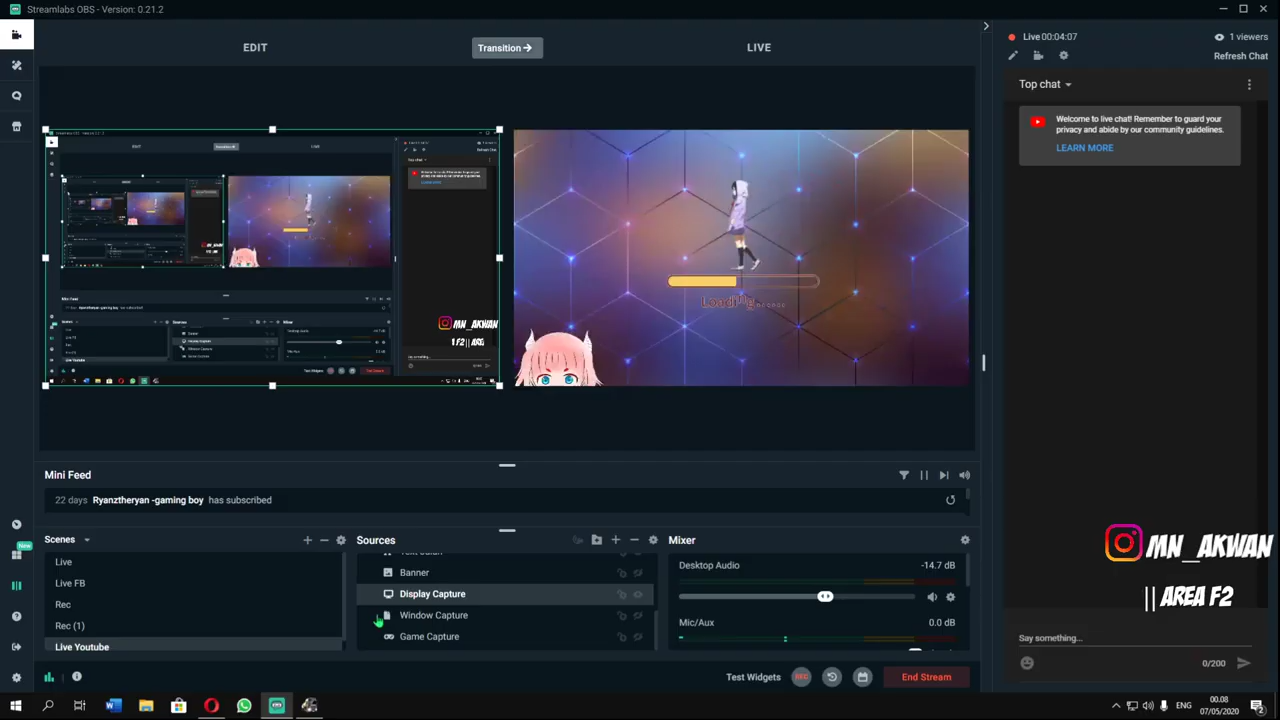 Streamlabs OBS - Version: 0.21.2
EDIT
Transition
LIVE
Live 00:04:07
1 viewers
Refresh Chat
Top chat
Welcome to live chat! Remember to guard your
privacy and abide by our community guidelines.
LEARN MORE
Loading
Mini Feed
22 days Ryanztheryan -gaming boy has subscribed
Scenes
Live
Live FB
Rec
Rec (1)
Live Youtube
Sources
Banner
Display Capture
Window Capture
Game Capture
Mixer
Desktop Audio
-14.7 dB
Mic/Aux
0.0 dB
MN_AKWAN
|| AREA F2
Say something...
0/200
New
Test Widgets
REC
End Stream
ENG
00.08
07/05/2020
2